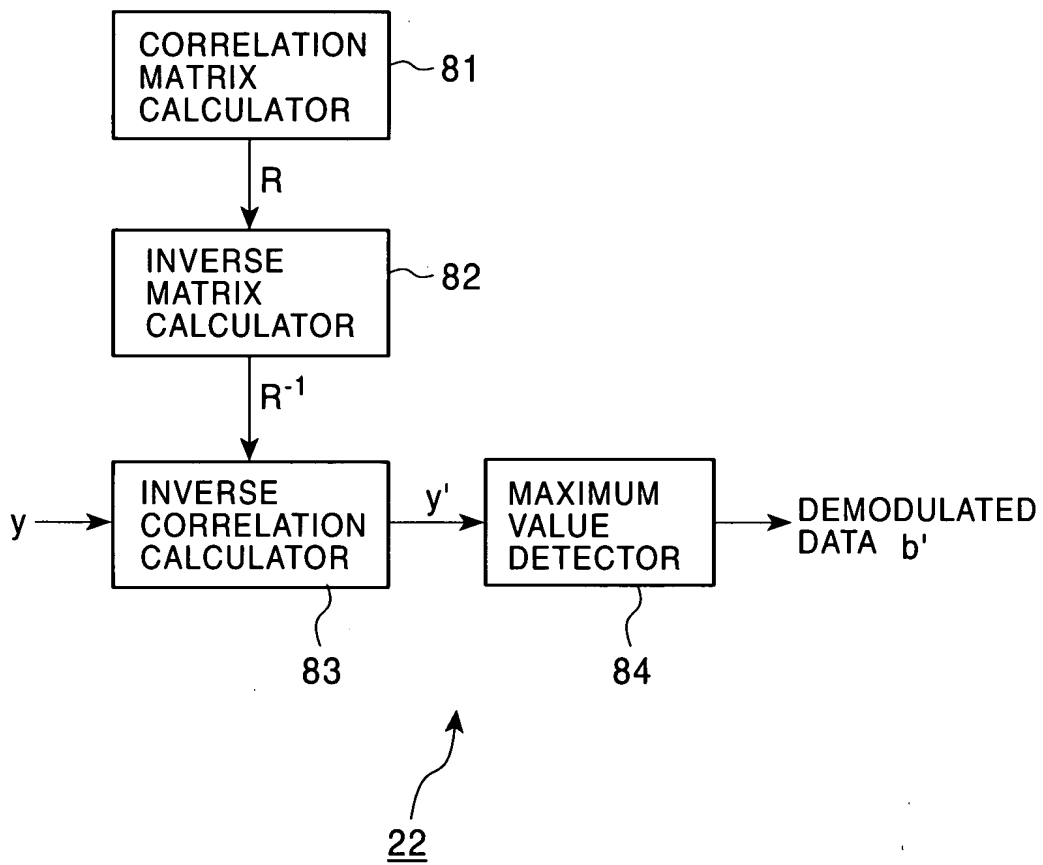 CORRELATION
MATRIX
CALCULATOR
81
R
INVERSE
MATRIX
CALCULATOR
82
R⁻¹
y
INVERSE
CORRELATION
CALCULATOR
83
y'
MAXIMUM
VALUE
DETECTOR
84
DEMODULATED
DATA b'
22